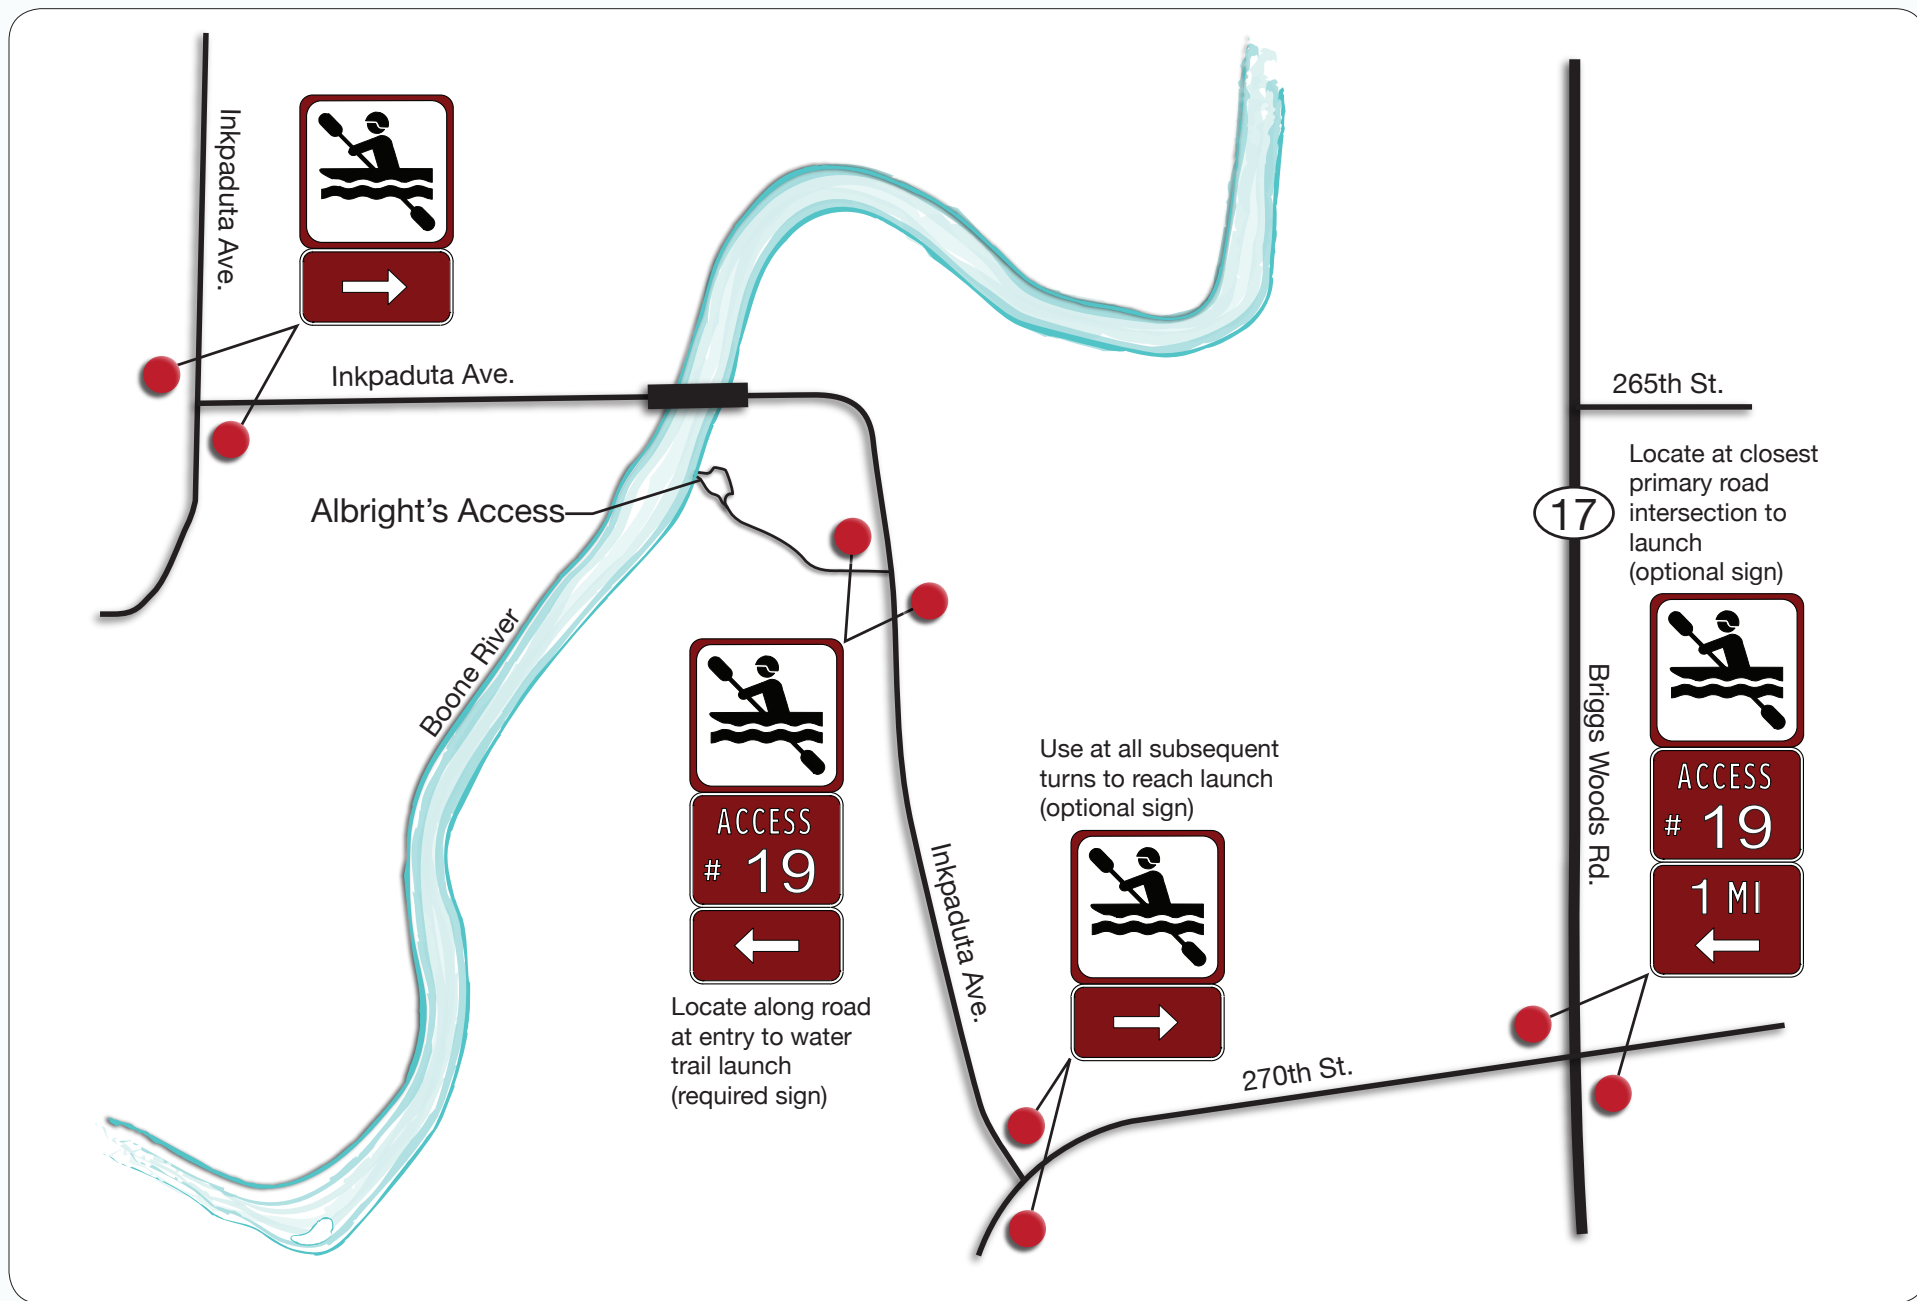 Inkpaduta Ave.
Inkpaduta Ave.
265th St.
Locate at closest
primary road
intersection to
launch
(optional sign)
17
Albright's Access
Boone River
Briggs Woods Rd.
ACCESS
# 19
1 MI
Use at all subsequent
turns to reach launch
(optional sign)
ACCESS
# 19
Inkpaduta Ave.
Locate along road
at entry to water
trail launch
(required sign)
270th St.